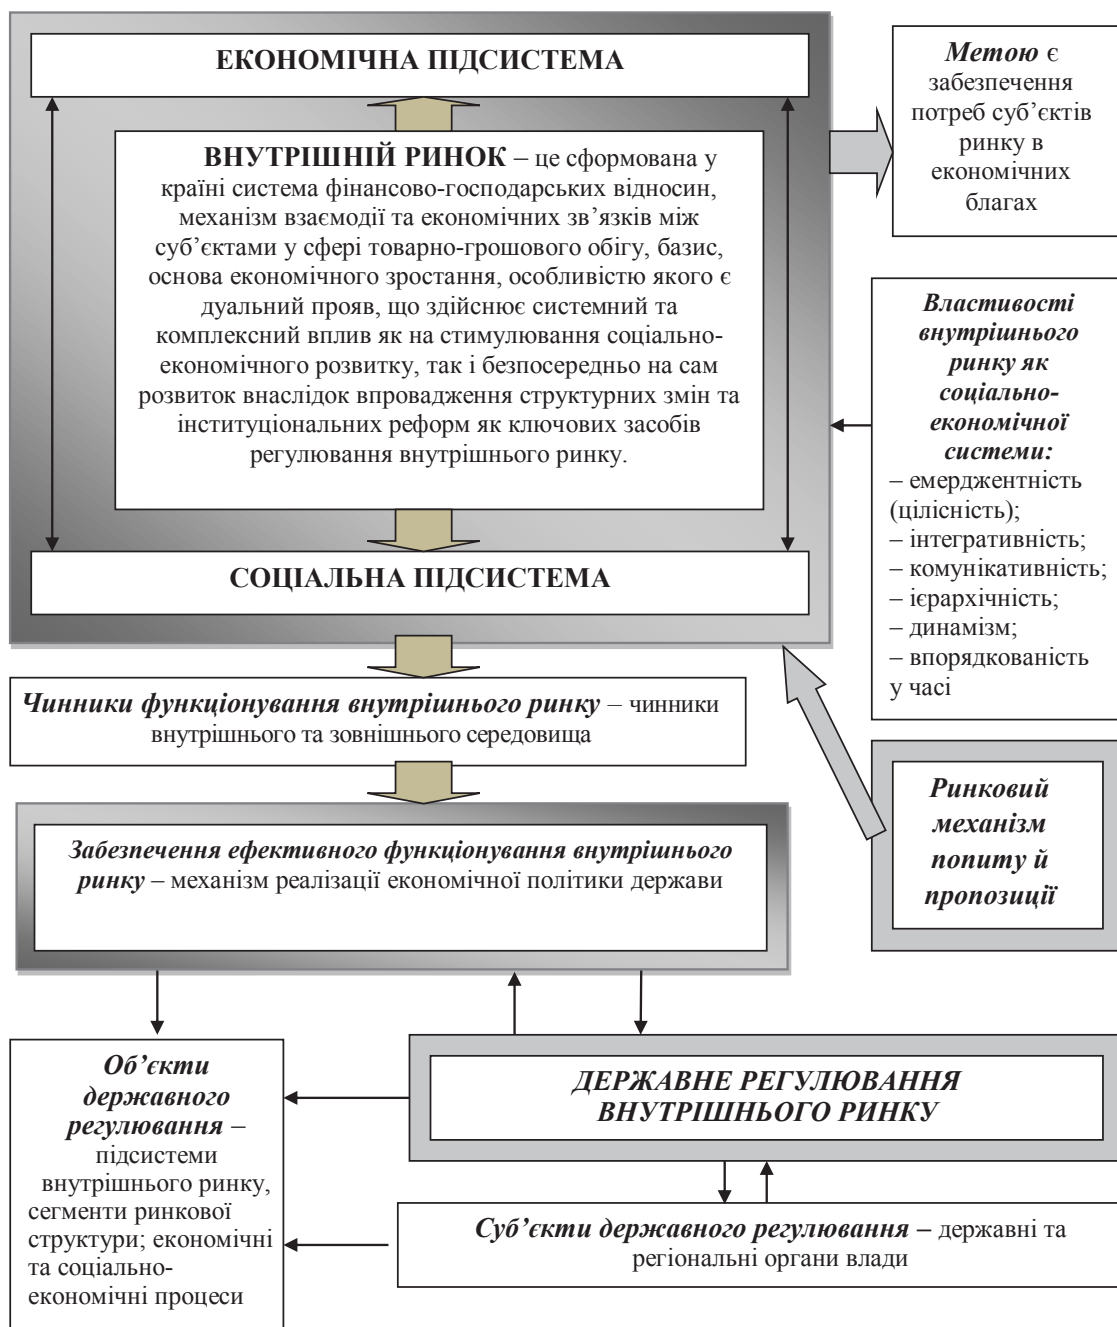 ЕКОНОМІЧНА ПІДСИСТЕМА
ВНУТРІШНІЙ РИНОК – це сформована у
країні система фінансово-господарських відносин,
механізм взаємодії та економічних зв’язків між
суб’єктами у сфері товарно-грошового обігу, базис,
основа економічного зростання, особливістю якого є
дуальний прояв, що здійснює системний та
комплексний вплив як на стимулювання соціально-
економічного розвитку, так і безпосередньо на сам
розвиток внаслідок впровадження структурних змін та
інституціональних реформ як ключових засобів
регулювання внутрішнього ринку.
СОЦІАЛЬНА ПІДСИСТЕМА
Метою є
забезпечення
потреб суб’єктів
ринку в
економічних
благах
Властивості
внутрішнього
ринку як
соціально-
економічної
системи:
– емерджентність
(цілісність);
– інтегративність;
– комунікативність;
– ієрархічність;
– динамізм;
– впорядкованість
у часі
Чинники функціонування внутрішнього ринку – чинники
внутрішнього та зовнішнього середовища
Ринковий
механізм
попиту й
пропозиції
Забезпечення ефективного функціонування внутрішнього
ринку – механізм реалізації економічної політики держави
Об’єкти
державного
регулювання –
підсистеми
внутрішнього ринку,
сегменти ринкової
структури; економічні
та соціально-
економічні процеси
ДЕРЖАВНЕ РЕГУЛЮВАННЯ
ВНУТРІШНЬОГО РИНКУ
Суб’єкти державного регулювання – державні та
регіональні органи влади